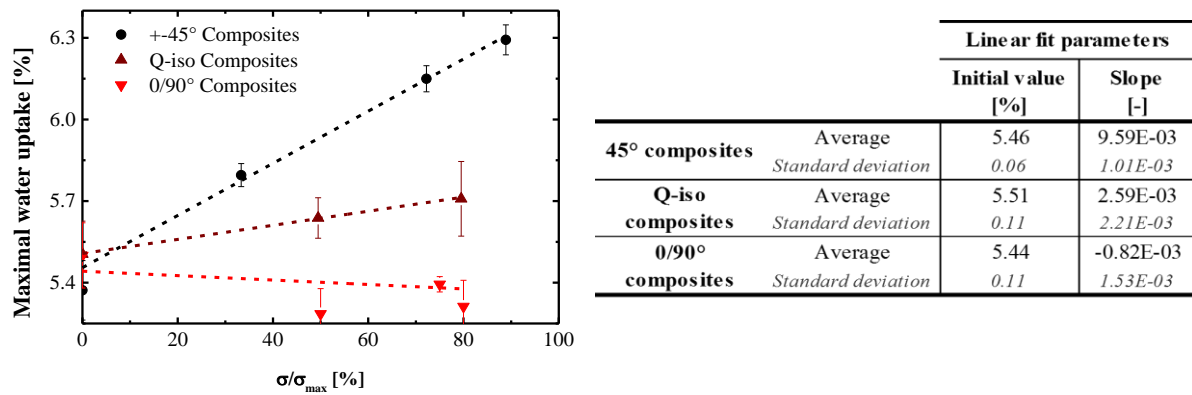 Maximal water uptake [%]
6.3
6.0
5.7
5.4
+-45° Composites
Q-iso Composites
0/90° Composites
0 20 40 60 80 100
σ/σmax [%]
Linear fit parameters
Initial value Slope
[%] [-]
45° composites Average 5.46 9.59E-03
Standard deviation 0.06 1.01E-03
Q-iso Average 5.51 2.59E-03
composites Standard deviation 0.11 2.21E-03
0/90° Average 5.44 -0.82E-03
composites Standard deviation 0.11 1.53E-03